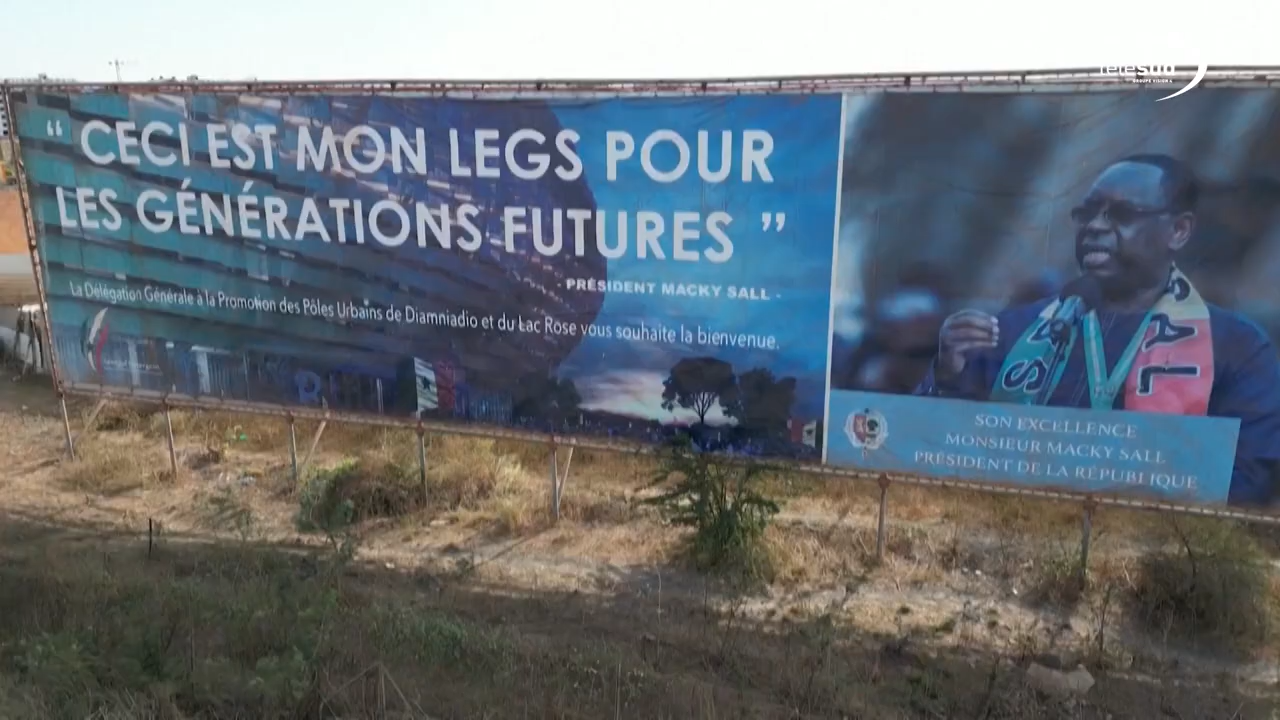 “ CECI EST MON LEGS POUR
LES GÉNÉRATIONS FUTURES ”
- PRÉSIDENT MACKY SALL -
La Délégation Générale à la Promotion des Pôles Urbains de Diamniadio et du Lac Rose vous souhaite la bienvenue.
SON EXCELLENCE
MONSIEUR MACKY SALL
PRÉSIDENT DE LA RÉPUBLIQUE
télésud